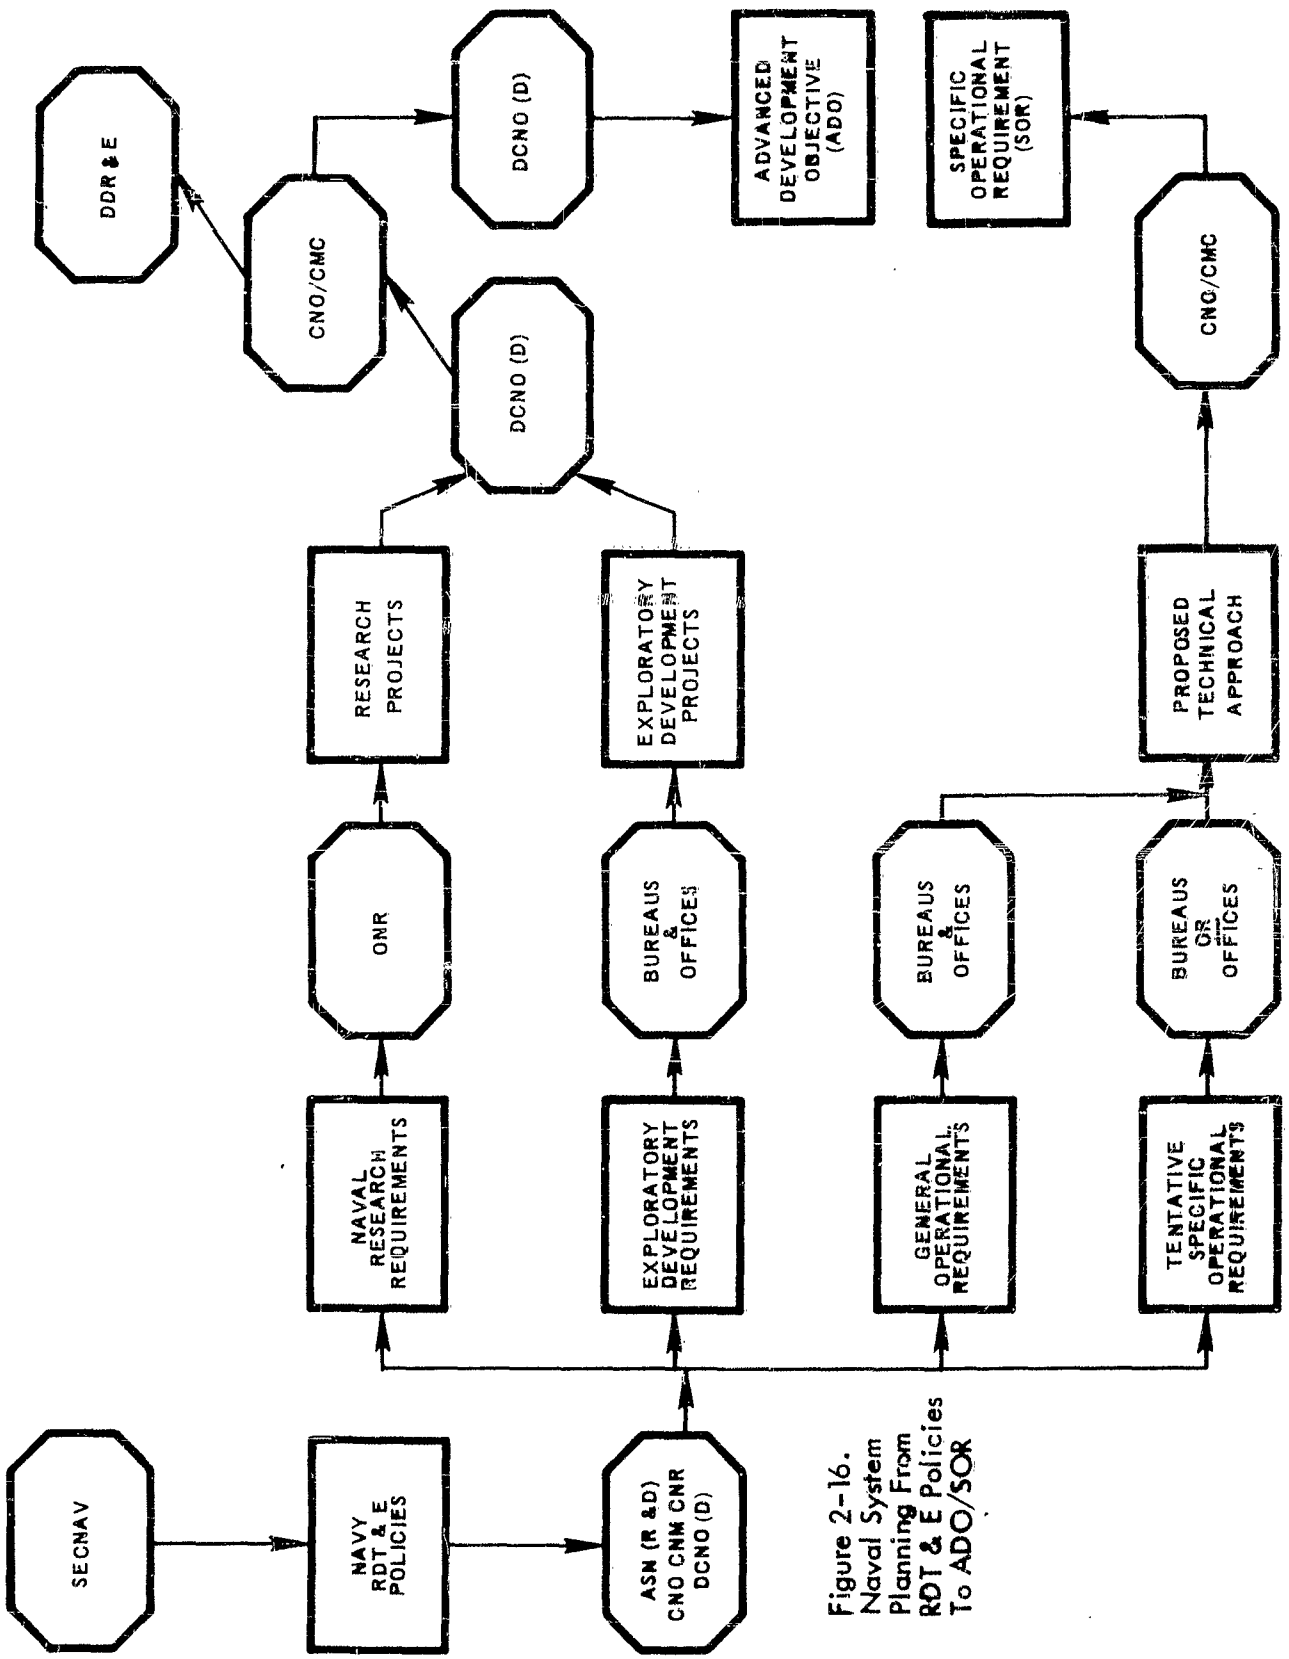 SECNAV
NAVY
RDT & E
POLICIES
ASN (R &D)
CNO CNM CNR
DCNO (D)
NAVAL
RESEARCH
REQUIREMENTS
ONR
RESEARCH
PROJECTS
EXPLORATORY
DEVELOPMENT
REQUIREMENTS
BUREAUS
&
OFFICES
EXPLORATORY
DEVELOPMENT
PROJECTS
DCNO (D)
CNO/CMC
DDR & E
DCNO (D)
ADVANCED
DEVELOPMENT
OBJECTIVE
(ADO)
GENERAL
OPERATIONAL
REQUIREMENTS
BUREAUS
&
OFFICES
TENTATIVE
SPECIFIC
OPERATIONAL
REQUIREMENTS
BUREAUS
OR
OFFICES
PROPOSED
TECHNICAL
APPROACH
CNO/CMC
SPECIFIC
OPERATIONAL
REQUIREMENT
(SOR)
Figure 2-16.
Naval System
Planning From
RDT & E Policies
To ADO/SOR